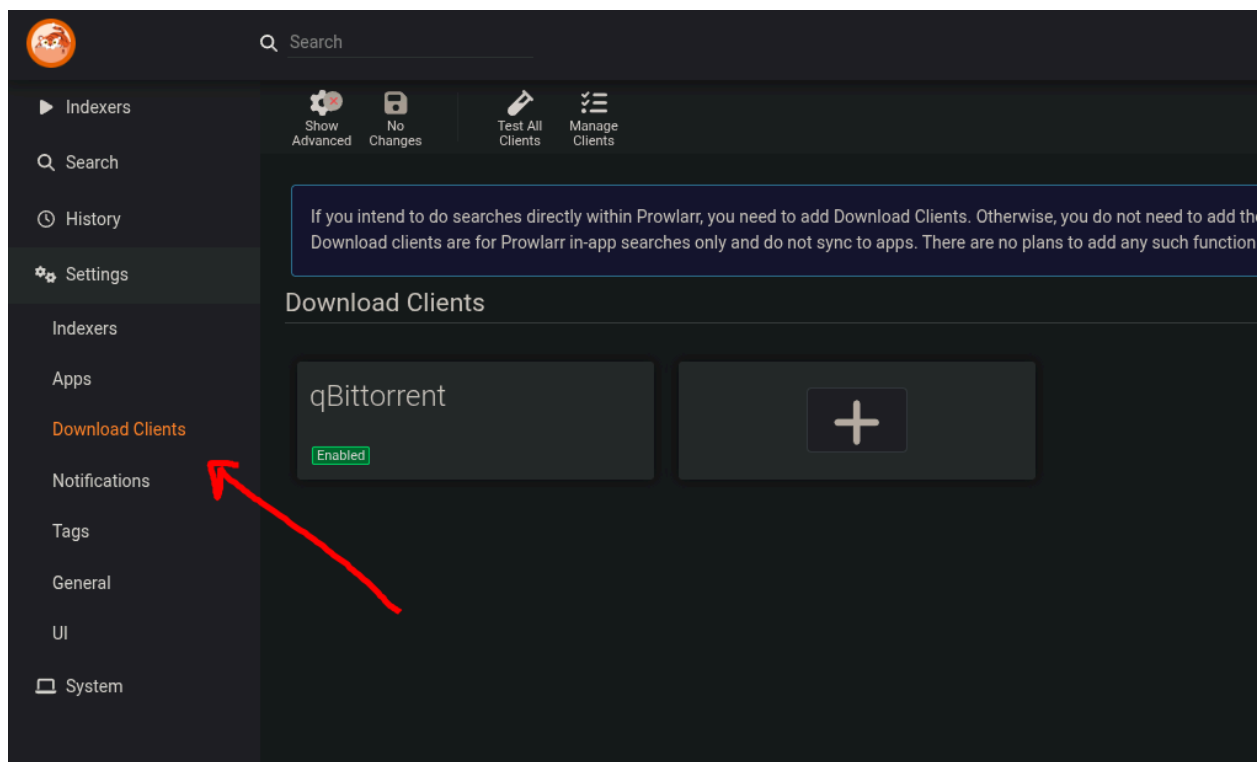 Search
Indexers
Search
History
Settings
Indexers
Apps
Download Clients
Notifications
Tags
General
UI
System
Show
Advanced
No
Changes
Test All
Clients
Manage
Clients
If you intend to do searches directly within Prowlarr, you need to add Download Clients. Otherwise, you do not need to add the
Download clients are for Prowlarr in-app searches only and do not sync to apps. There are no plans to add any such function
Download Clients
qBittorrent
Enabled